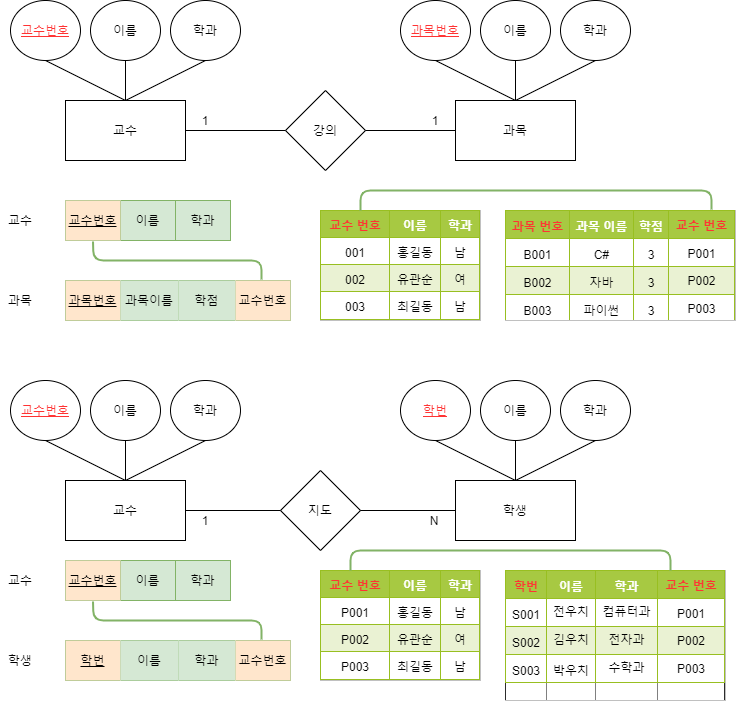 교수번호 이름 학과 과목번호 이름 학과
교수 1 강의 1 과목
교수 교수번호 이름 학과
과목 과목번호 과목이름 학점 교수번호
교수 번호 이름 학과
001 홍길동 남
002 유관순 여
003 최길동 남
과목 번호 과목 이름 학점 교수 번호
B001 C# 3 P001
B002 자바 3 P002
B003 파이썬 3 P003
교수번호 이름 학과 학번 이름 학과
교수 1 지도 N 학생
교수 교수번호 이름 학과
학생 학번 이름 학과 교수번호
교수 번호 이름 학과
P001 홍길동 남
P002 유관순 여
P003 최길동 남
학번 이름 학과 교수 번호
S001 전우치 컴퓨터과 P001
S002 김우치 전자과 P002
S003 박우치 수학과 P003